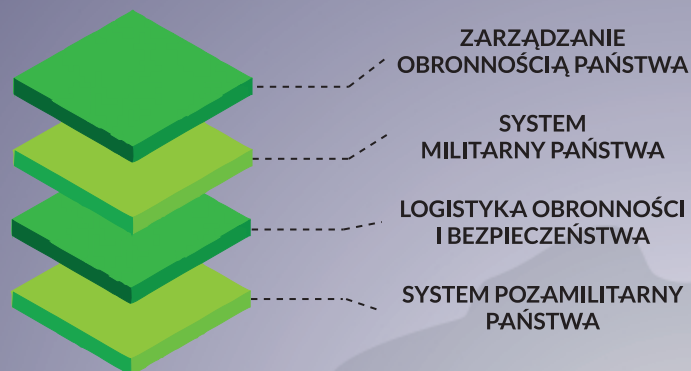 ZARZĄDZANIE
OBRONNOŚCIĄ PAŃSTWA
SYSTEM
MILITARNY PAŃSTWA
LOGISTYKA OBRONNOŚCI
I BEZPIECZEŃSTWA
SYSTEM POZAMILITARNY
PAŃSTWA